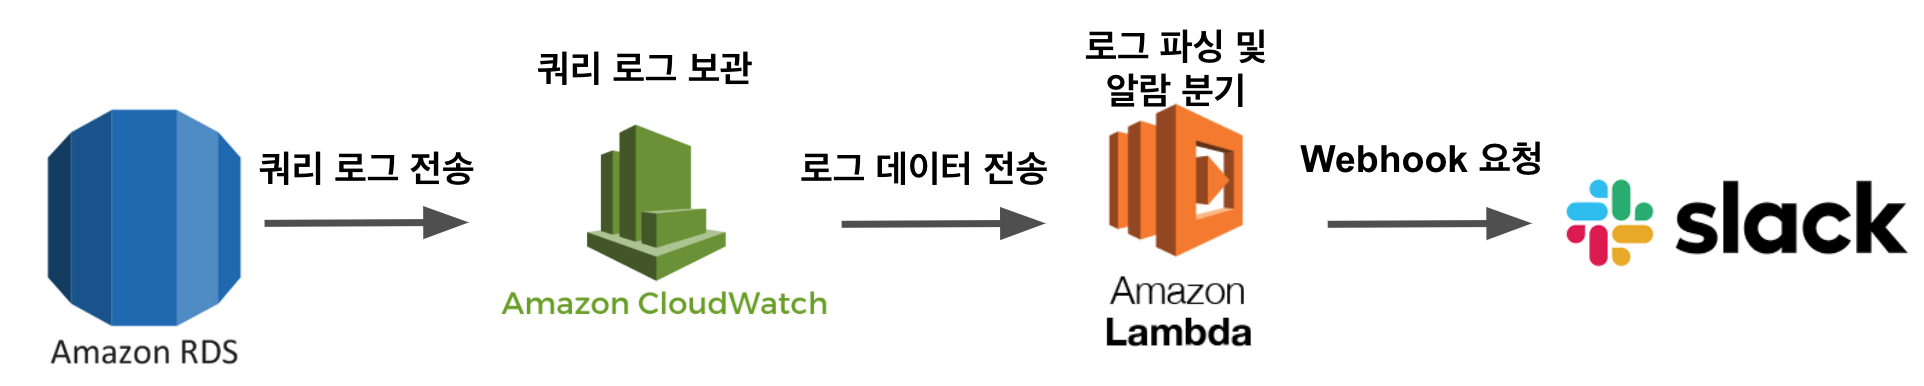 쿼리 로그 보관
로그 파싱 및
알람 분기
쿼리 로그 전송
로그 데이터 전송
Webhook 요청
slack
Amazon RDS
Amazon CloudWatch
Amazon
Lambda